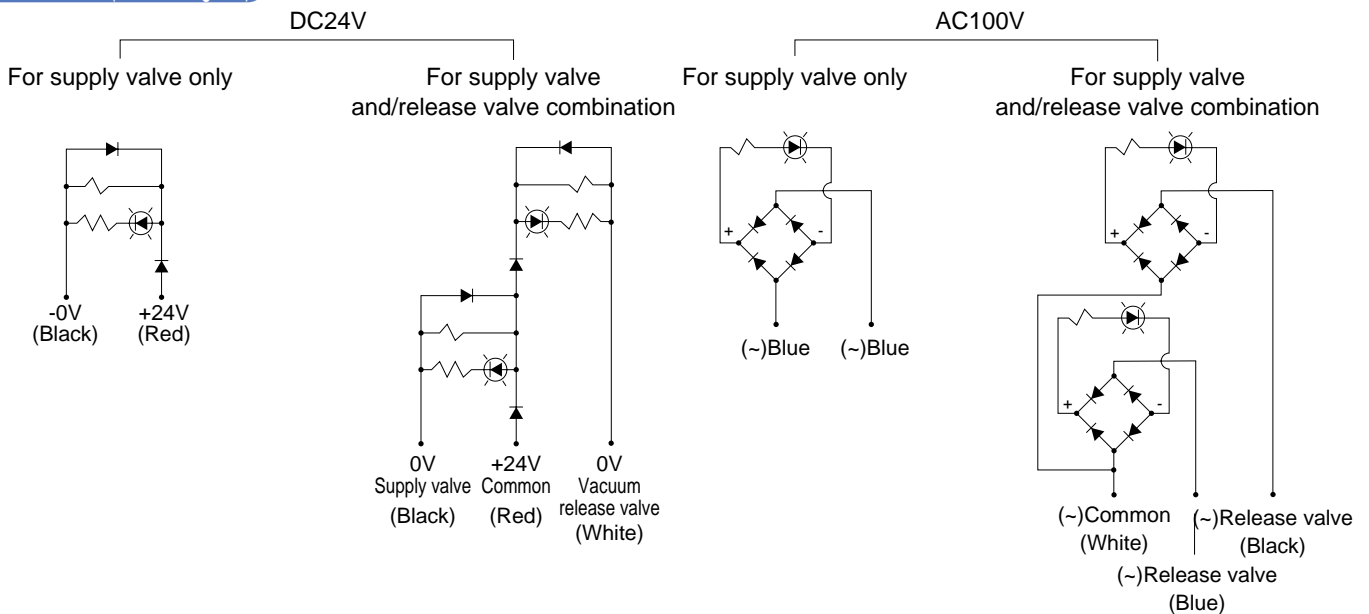 DC24V
For supply valve only
For supply valve
and/release valve combination
-0V
(Black)
+24V
(Red)
0V
Supply valve
(Black)
+24V
Common
(Red)
0V
Vacuum
release valve
(White)
AC100V
For supply valve only
For supply valve
and/release valve combination
+
-
(~)Blue
(~)Blue
+
-
+
-
(~)Common
(White)
(~)Release valve
(Black)
(~)Release valve
(Blue)